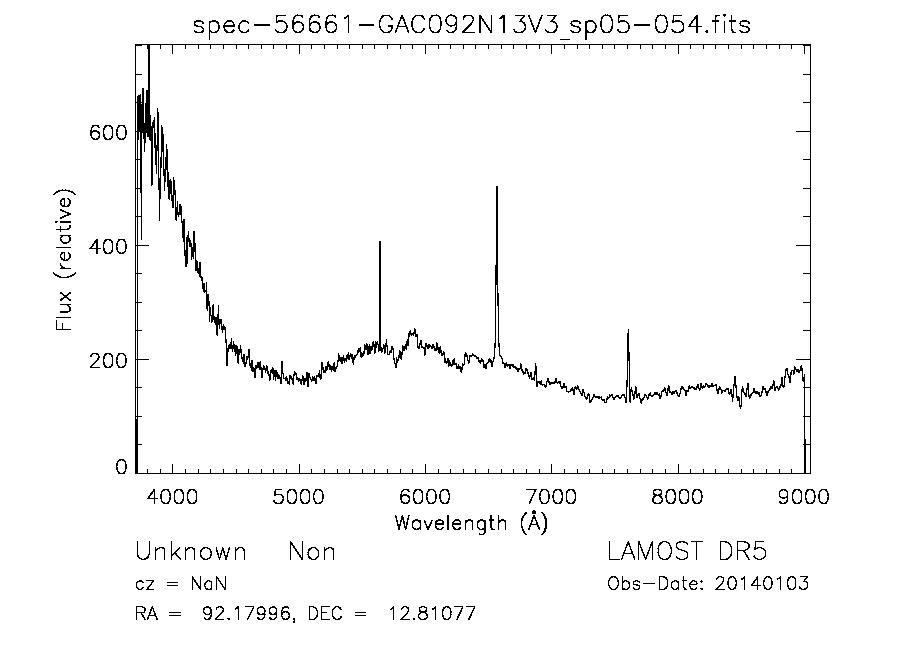 spec-56661-GAC092N13V3_sp05-054.fits
600
400
200
0
Flux (relative)
4000 5000 6000 7000 8000 9000
Wavelength (Å)
Unknown Non LAMOST DR5
cz = NaN Obs-Date: 20140103
RA = 92.17996, DEC = 12.81077